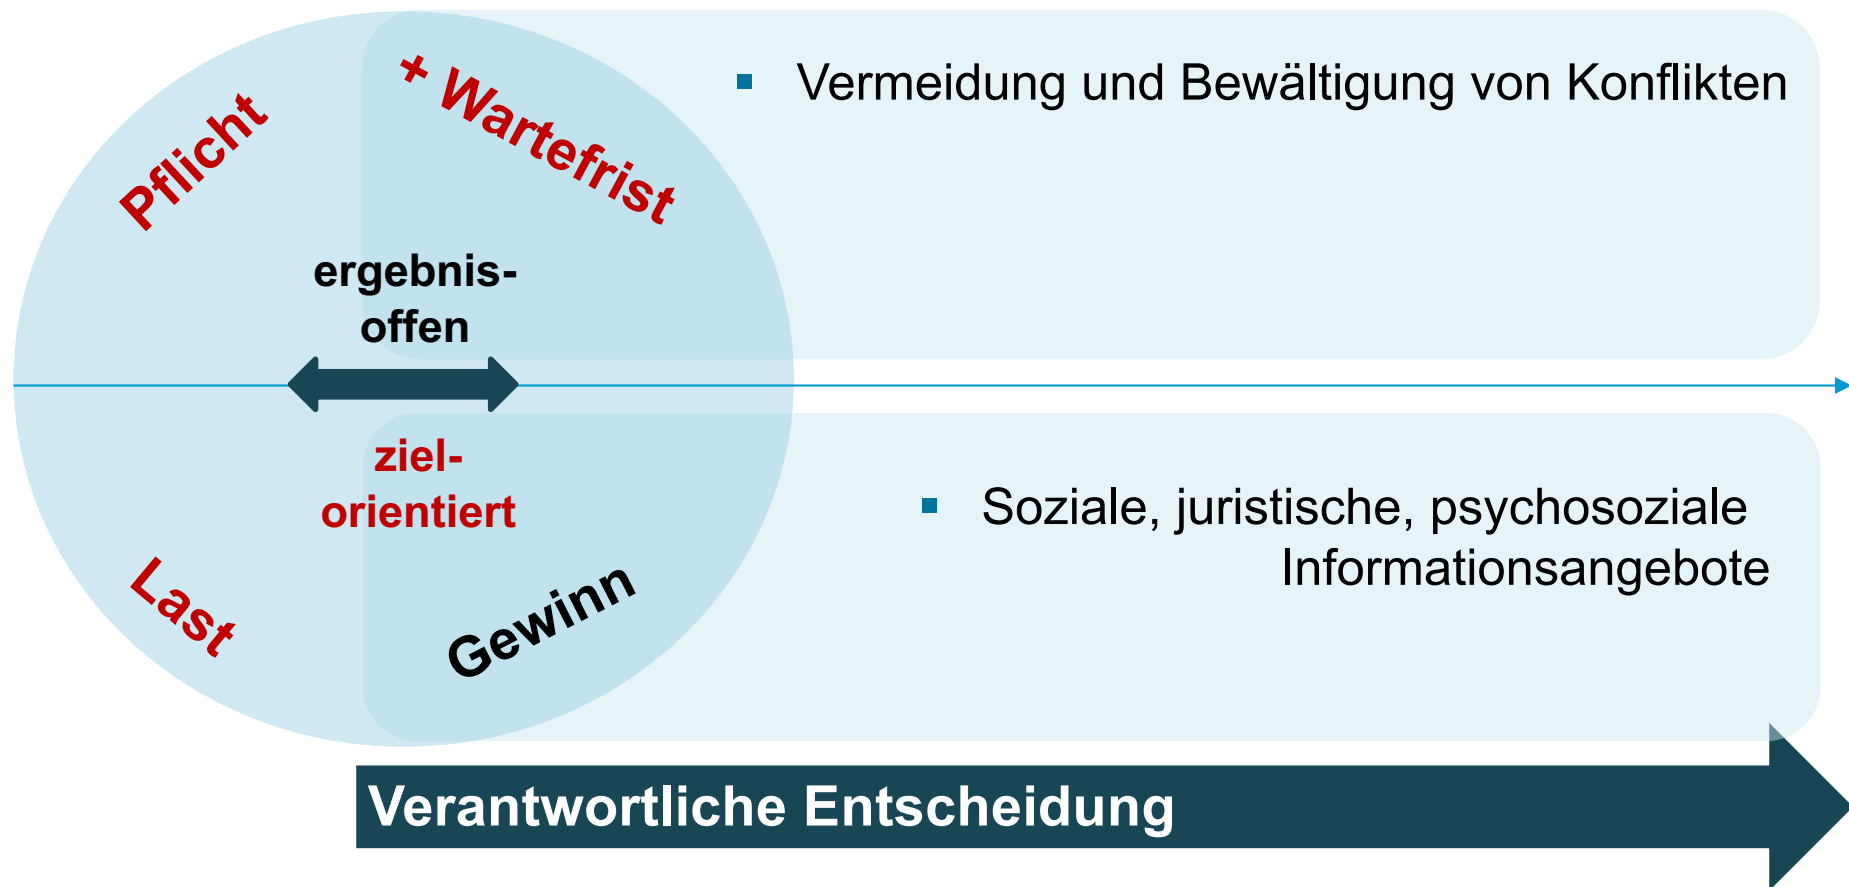 Pflicht
+ Wartefrist
▪ Vermeidung und Bewältigung von Konflikten
ergebnis-
offen
ziel-
orientiert
▪ Soziale, juristische, psychosoziale
Informationsangebote
Last
Gewinn
Verantwortliche Entscheidung